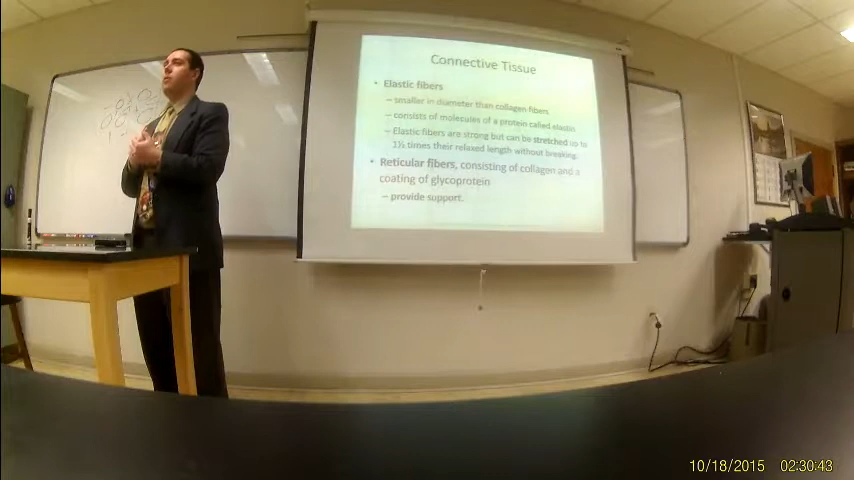 Connective Tissue
• Elastic fibers
– smaller in diameter than collagen fibers
– consists of molecules of a protein called elastin
– Elastic fibers are strong but can be stretched up to
1½ times their relaxed length without breaking.
• Reticular fibers, consisting of collagen and a
coating of glycoprotein
– provide support.
10/18/2015 02:30:43